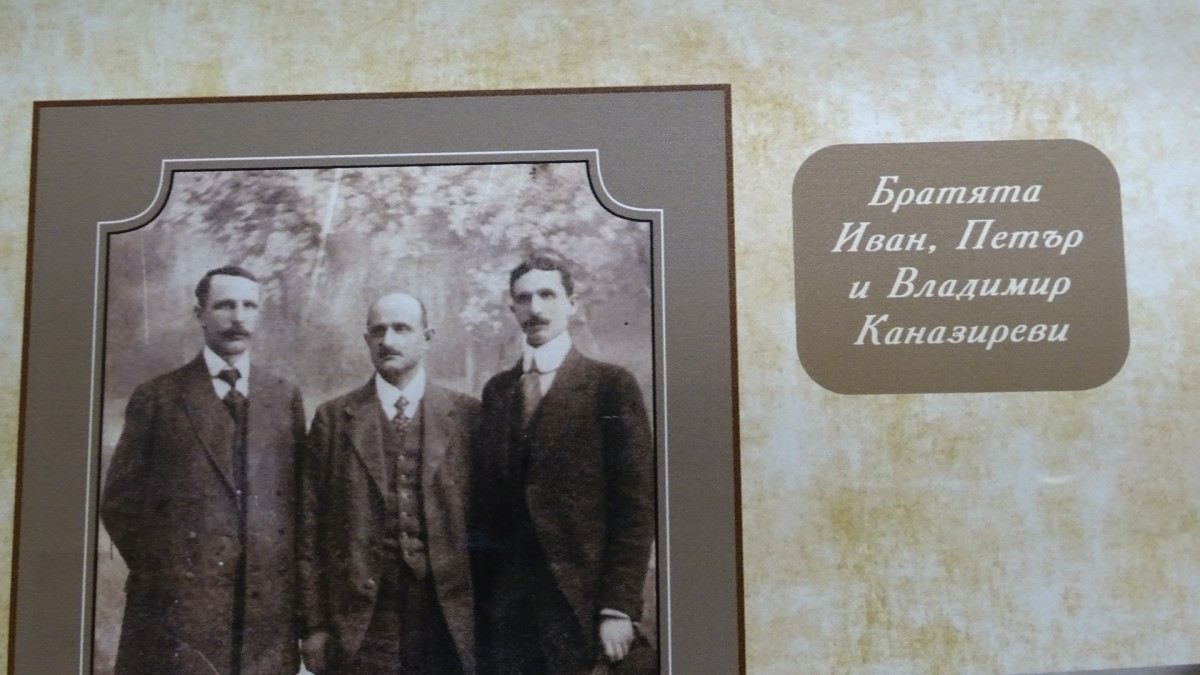 Братята
Иван, Петър
и Владимир
Каназиреви